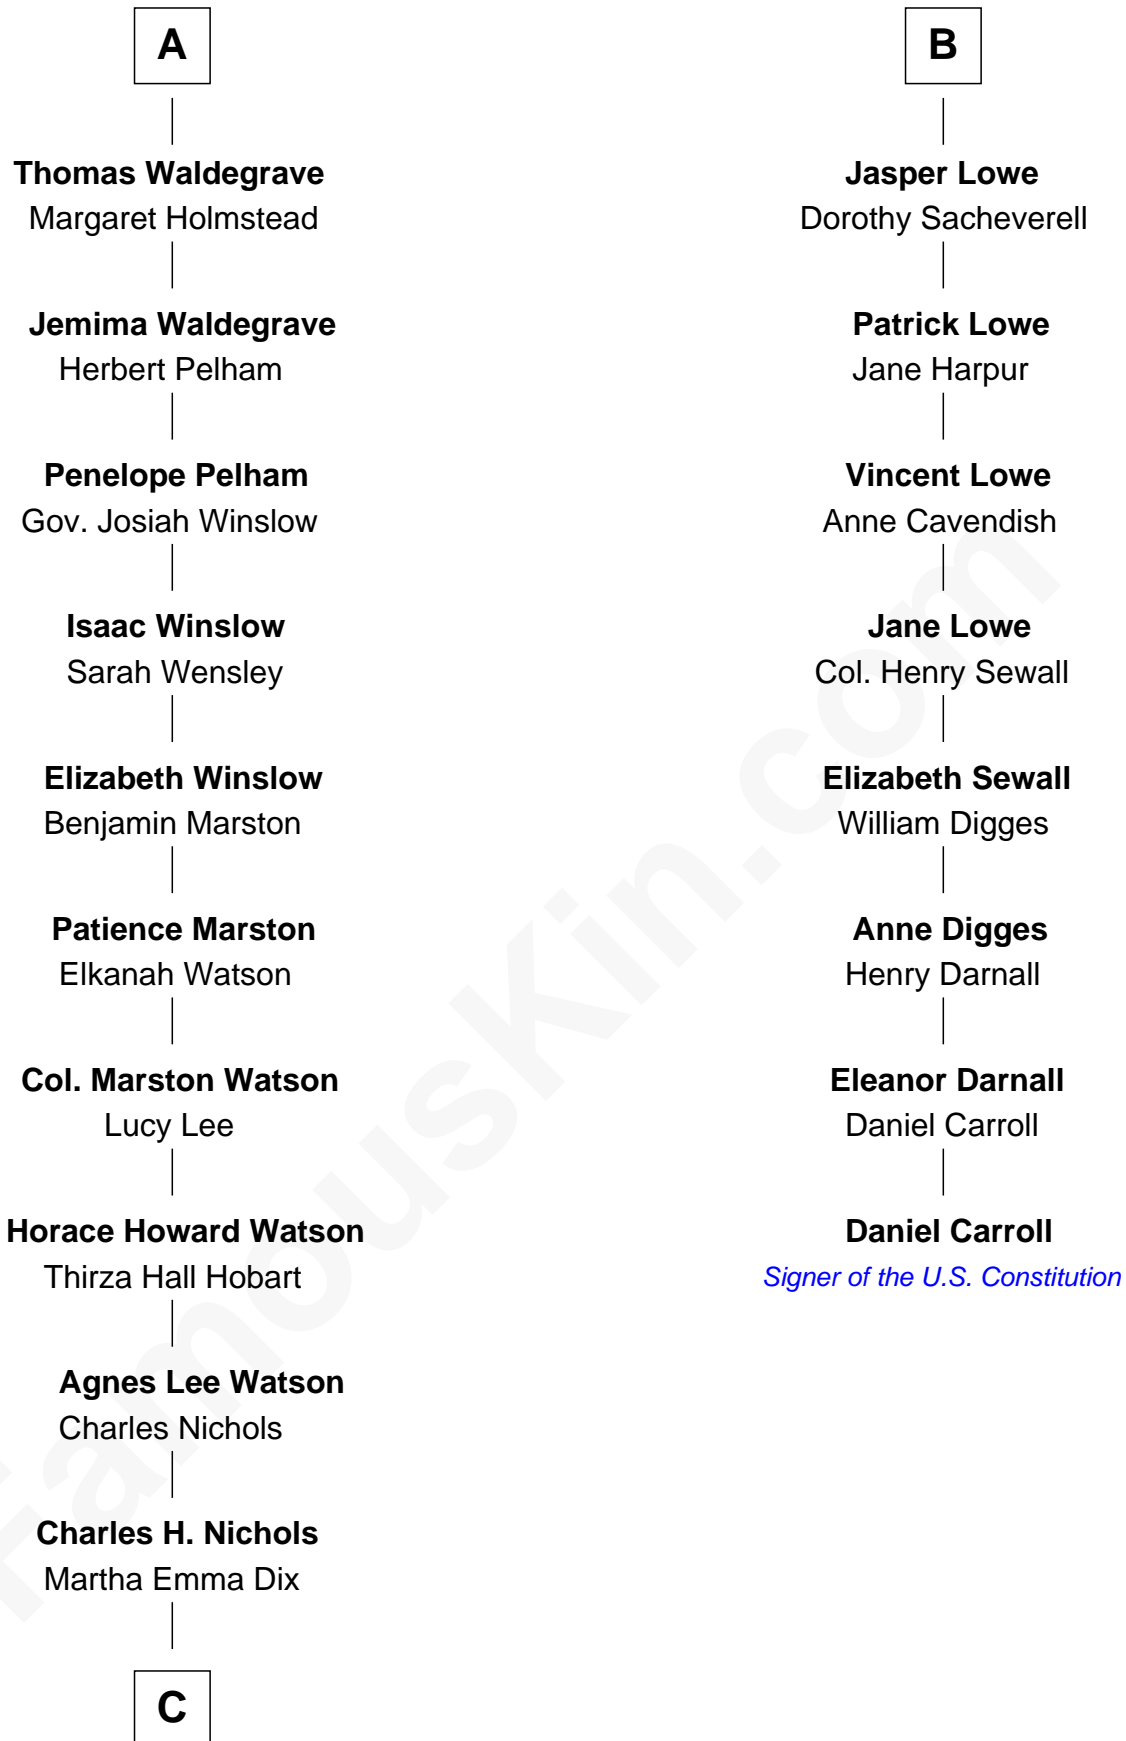 A
Thomas Waldegrave
Margaret Holmstead
Jemima Waldegrave
Herbert Pelham
Penelope Pelham
Gov. Josiah Winslow
Isaac Winslow
Sarah Wensley
Elizabeth Winslow
Benjamin Marston
Patience Marston
Elkanah Watson
Col. Marston Watson
Lucy Lee
Horace Howard Watson
Thirza Hall Hobart
Agnes Lee Watson
Charles Nichols
Charles H. Nichols
Martha Emma Dix
C
B
Jasper Lowe
Dorothy Sacheverell
Patrick Lowe
Jane Harpur
Vincent Lowe
Anne Cavendish
Jane Lowe
Col. Henry Sewall
Elizabeth Sewall
William Digges
Anne Digges
Henry Darnall
Eleanor Darnall
Daniel Carroll
Daniel Carroll
Signer of the U.S. Constitution
FamousKin.com